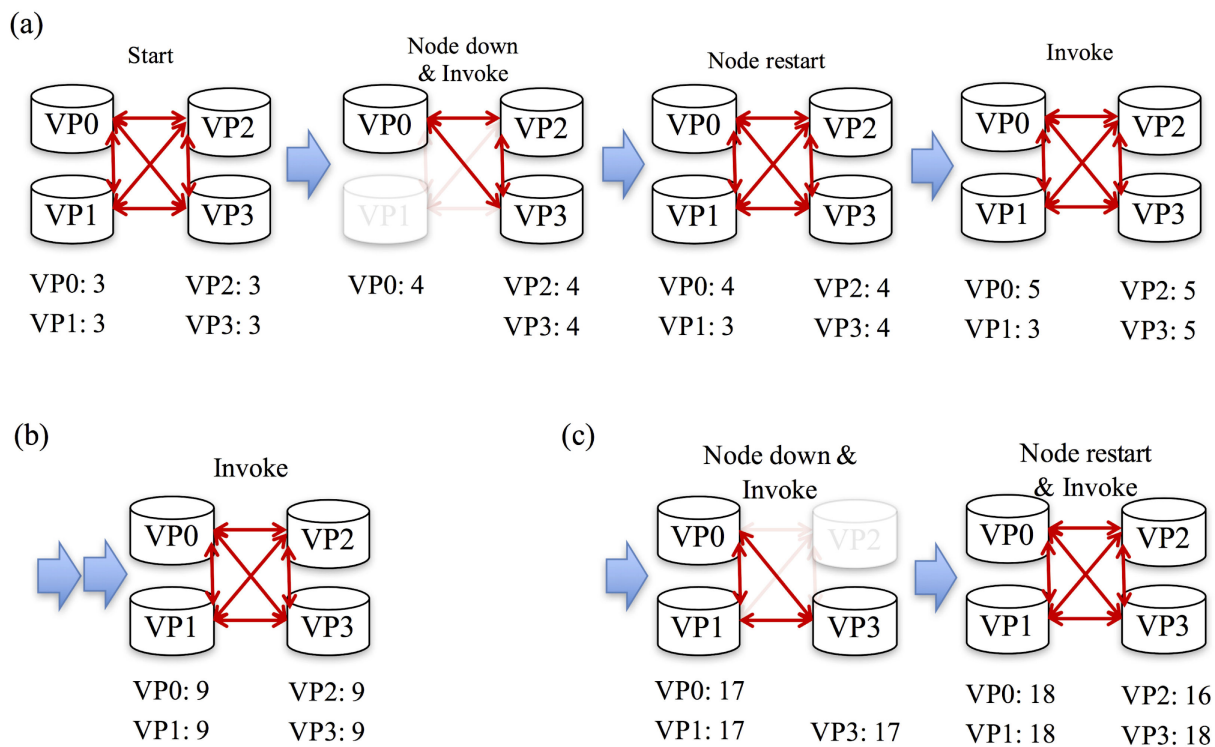 (a)
Start
VP0 VP2
VP1 VP3
VP0: 3 VP2: 3
VP1: 3 VP3: 3
Node down
& Invoke
VP0 VP2
VP1 VP3
VP0: 4 VP2: 4
VP3: 4
Node restart
VP0 VP2
VP1 VP3
VP0: 4 VP2: 4
VP1: 3 VP3: 4
Invoke
VP0 VP2
VP1 VP3
VP0: 5 VP2: 5
VP1: 3 VP3: 5
(b)
Invoke
VP0 VP2
VP1 VP3
VP0: 9 VP2: 9
VP1: 9 VP3: 9
(c)
Node down &
Invoke
VP0 VP2
VP1 VP3
VP0: 17
VP1: 17 VP3: 17
Node restart
& Invoke
VP0 VP2
VP1 VP3
VP0: 18 VP2: 16
VP1: 18 VP3: 18